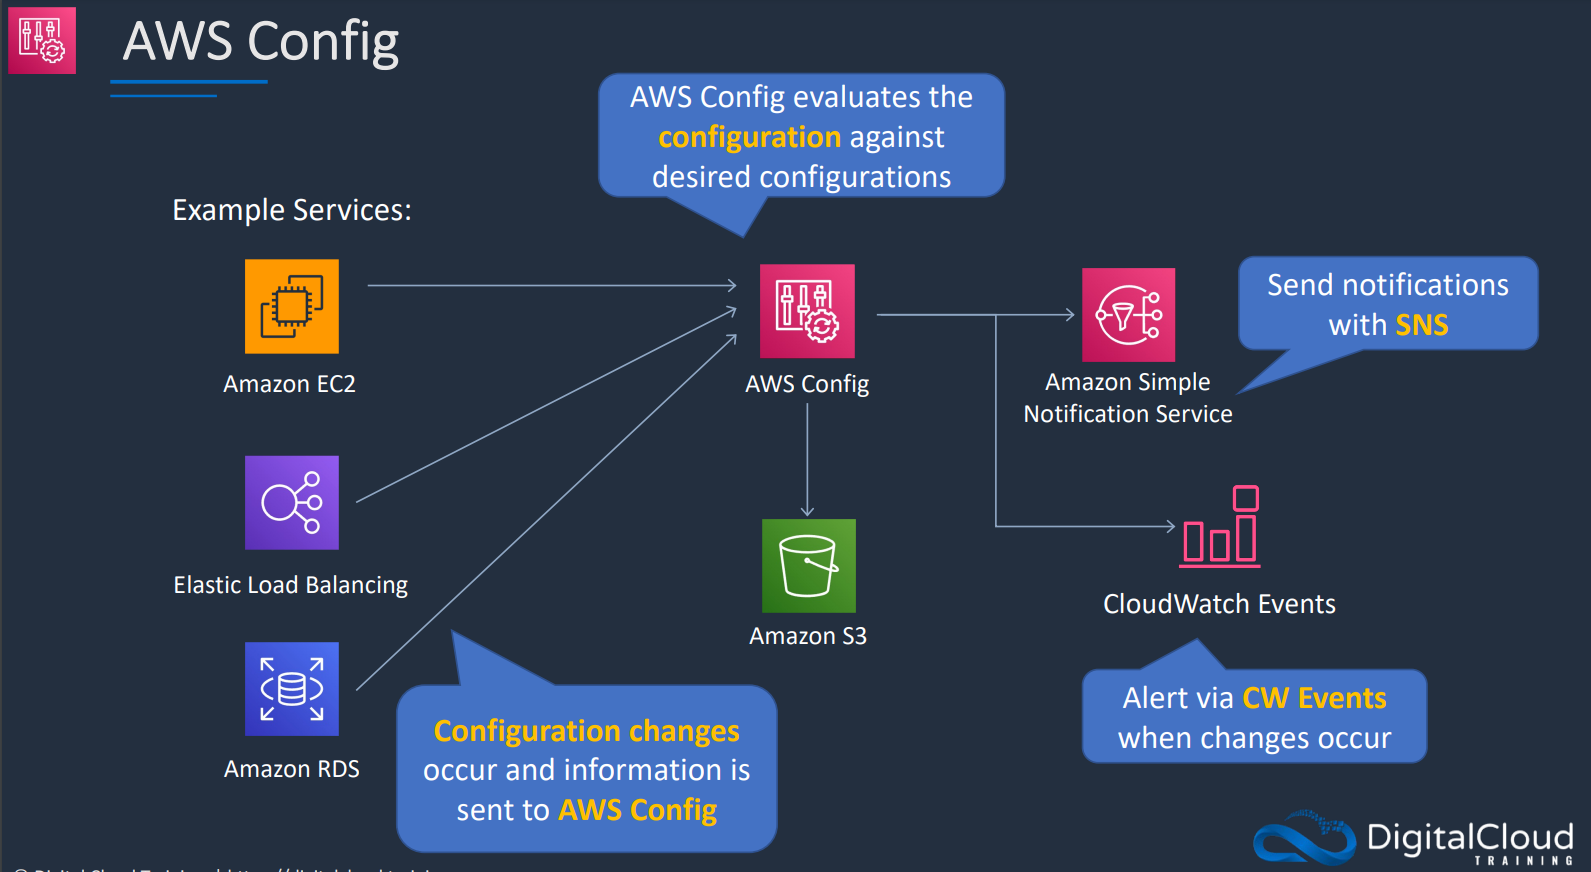 AWS Config
AWS Config evaluates the
configuration against
desired configurations
Example Services:
Amazon EC2
AWS Config
Amazon Simple
Notification Service
Send notifications
with SNS
Elastic Load Balancing
Amazon S3
CloudWatch Events
Amazon RDS
Configuration changes
occur and information is
sent to AWS Config
Alert via CW Events
when changes occur
DigitalCloud
TRAINING